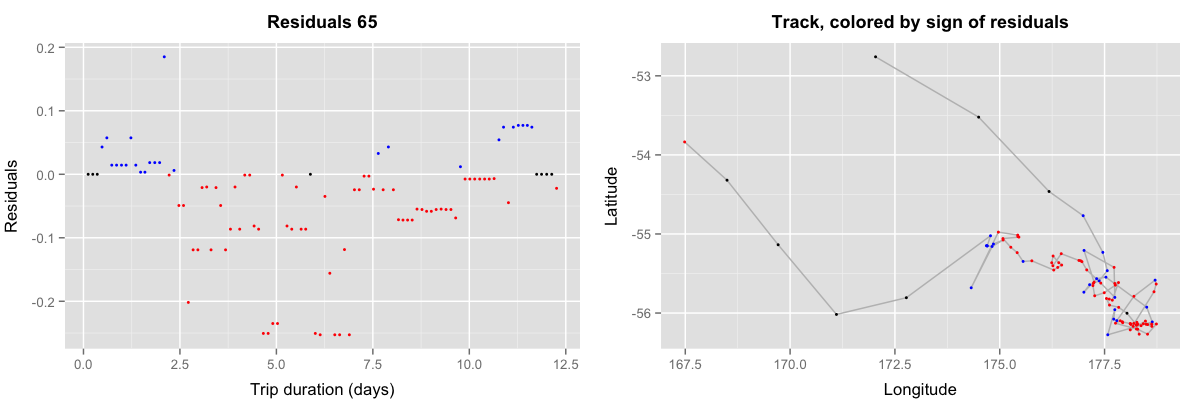 Residuals 65
Residuals
0.2
0.1
0.0
-0.1
-0.2
0.0 2.5 5.0 7.5 10.0 12.5
Trip duration (days)
Track, colored by sign of residuals
Latitude
-53
-54
-55
-56
167.5 170.0 172.5 175.0 177.5
Longitude